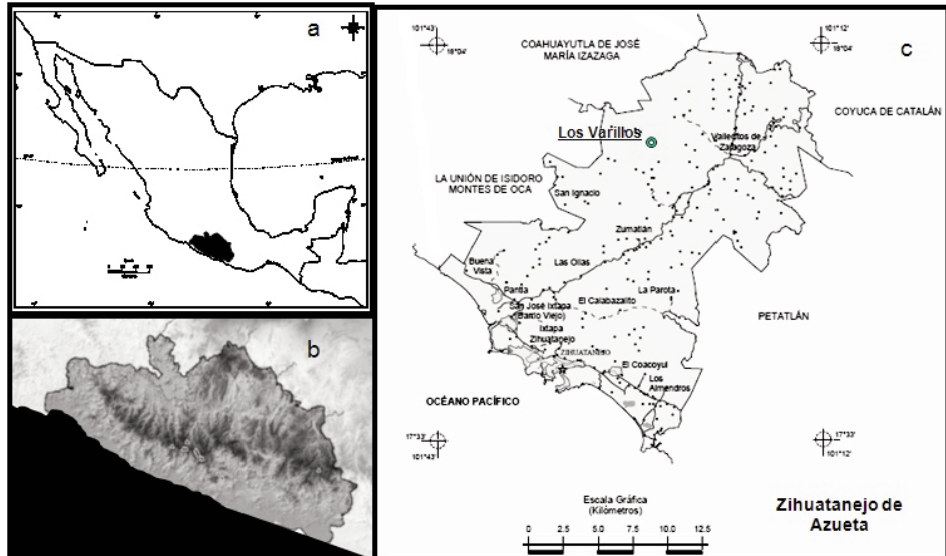 a
b
c
101°43'
18°04'
101°12'
18°04'
COAHUAYUTLA DE JOSÉ
MARÍA IZAZAGA
COYUCA DE CATALÁN
Los Varillos
Vallecitos de
Zaragoza
LA UNIÓN DE ISIDORO
MONTES DE OCA
San Ignacio
Zumatlán
Buena
Vista
Las Ollas
Pantla
La Parota
El Calabazalito
San José Ixtapa
(Barrio Viejo)
PETATLÁN
Ixtapa
Zihuatanejo
ZIHUATANEJO
El Coacoyul
Los
Almendros
OCÉANO PACÍFICO
17°33'
101°43'
17°33'
101°12'
Escala Gráfica
(Kilómetros)
0 2.5 5.0 7.5 10.0 12.5
Zihuatanejo de
Azueta